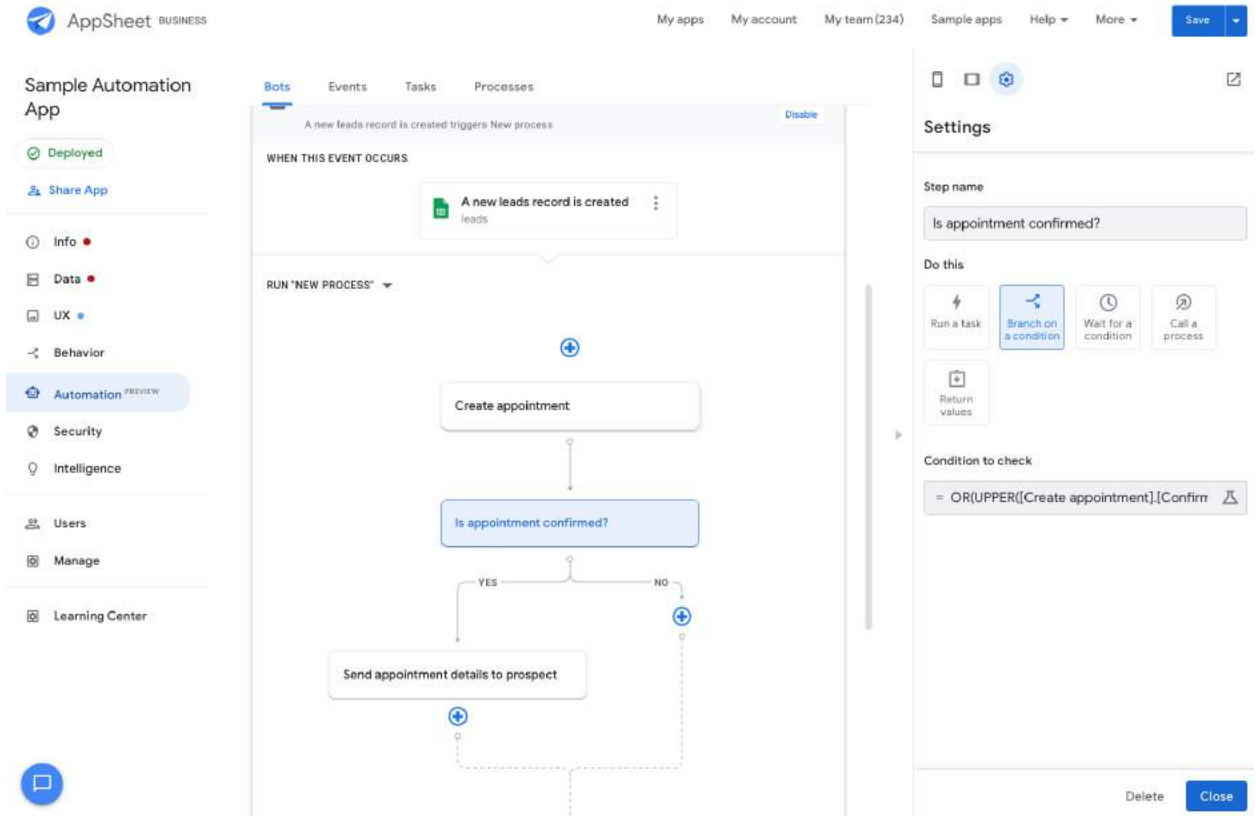 AppSheet BUSINESS
My apps
My account
My team (234)
Sample apps
Help
More
Save
Sample Automation
App
Deployed
Share App
Info
Data
UX
Behavior
Automation PREVIEW
Security
Intelligence
Users
Manage
Learning Center
Bots
Events
Tasks
Processes
A new leads record is created triggers New process
Disable
WHEN THIS EVENT OCCURS
A new leads record is created
leads
RUN "NEW PROCESS"
Create appointment
Is appointment confirmed?
YES
NO
Send appointment details to prospect
Settings
Step name
Is appointment confirmed?
Do this
Run a task
Branch on
a condition
Wait for a
condition
Call a
process
Return
values
Condition to check
= OR(UPPER([Create appointment].[Confirm
Delete
Close